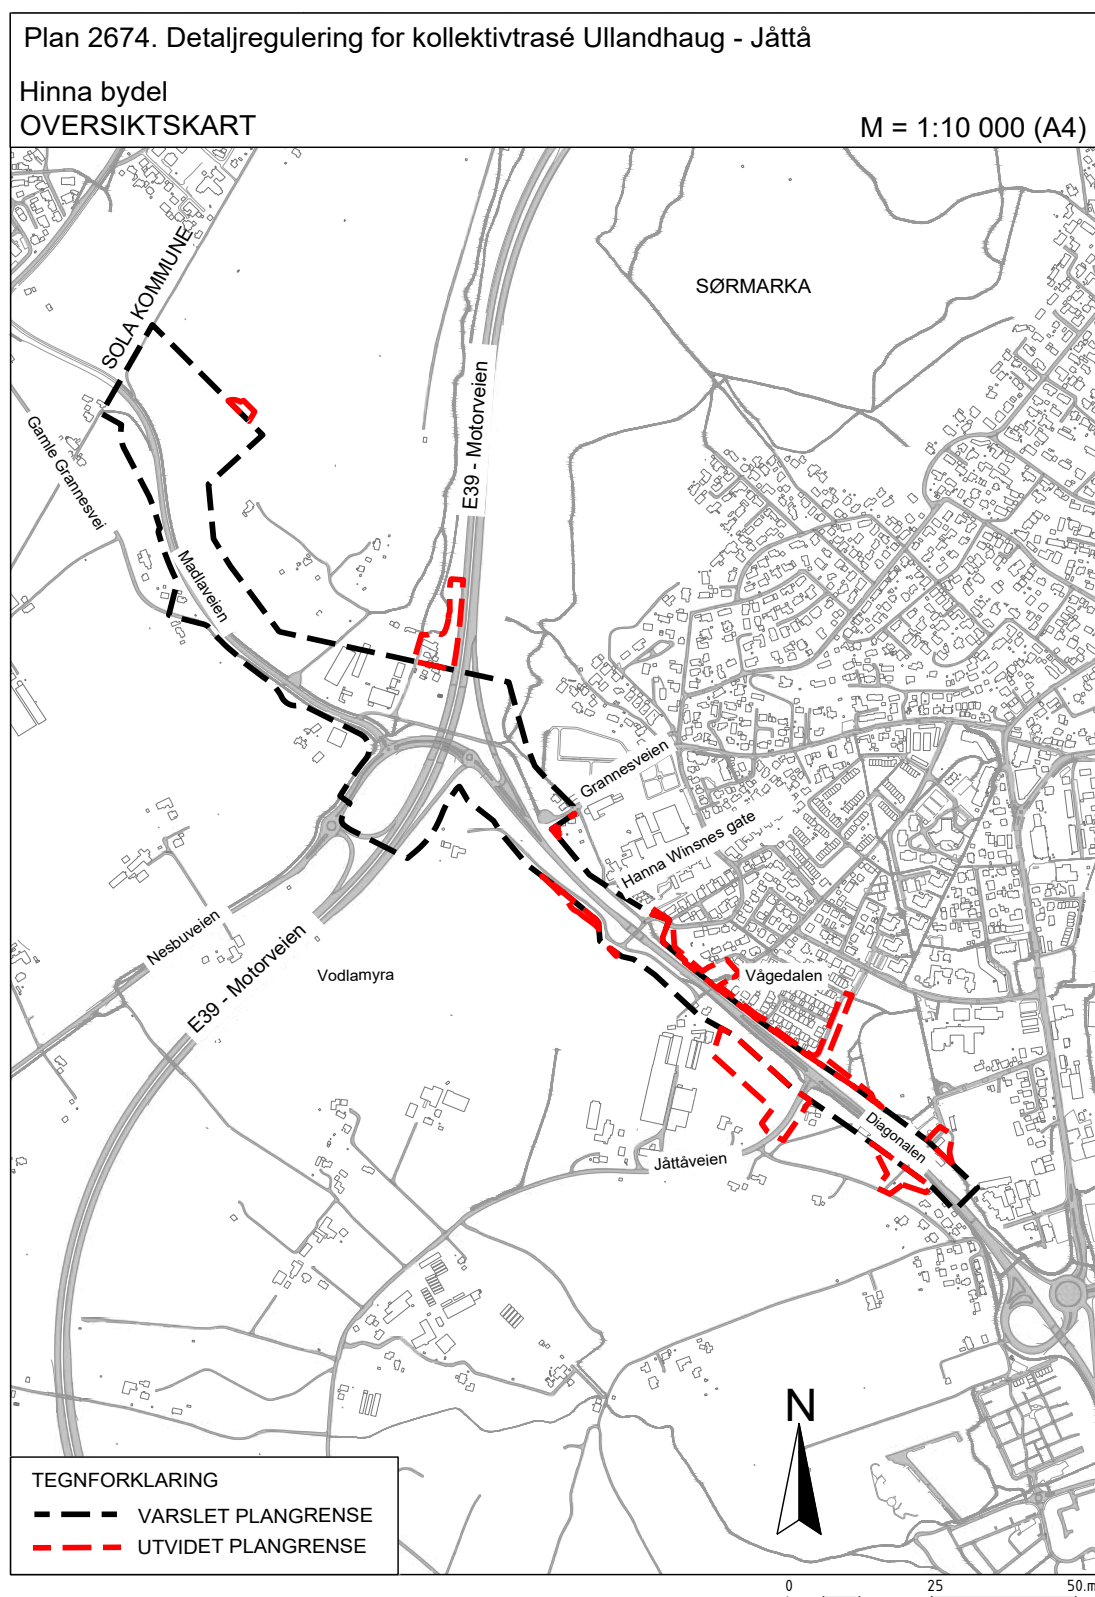 Plan 2674. Detaljregulering for kollektivtrasé Ullandhaug - Jåttå
Hinna bydel
OVERSIKTSKART
M = 1:10 000 (A4)
SOLA KOMMUNE
SØRMARKA
E39 - Motorveien
Gamle Grannesvei
Madlaveien
Grannesveien
Hanna Winsnes gate
Nesbuveien
E39 - Motorveien
Vodlamyra
Vågedalen
Diagonalen
Jåttåveien
N
TEGNFORKLARING
VARSLET PLANGRENSE
UTVIDET PLANGRENSE
0 25 50.m